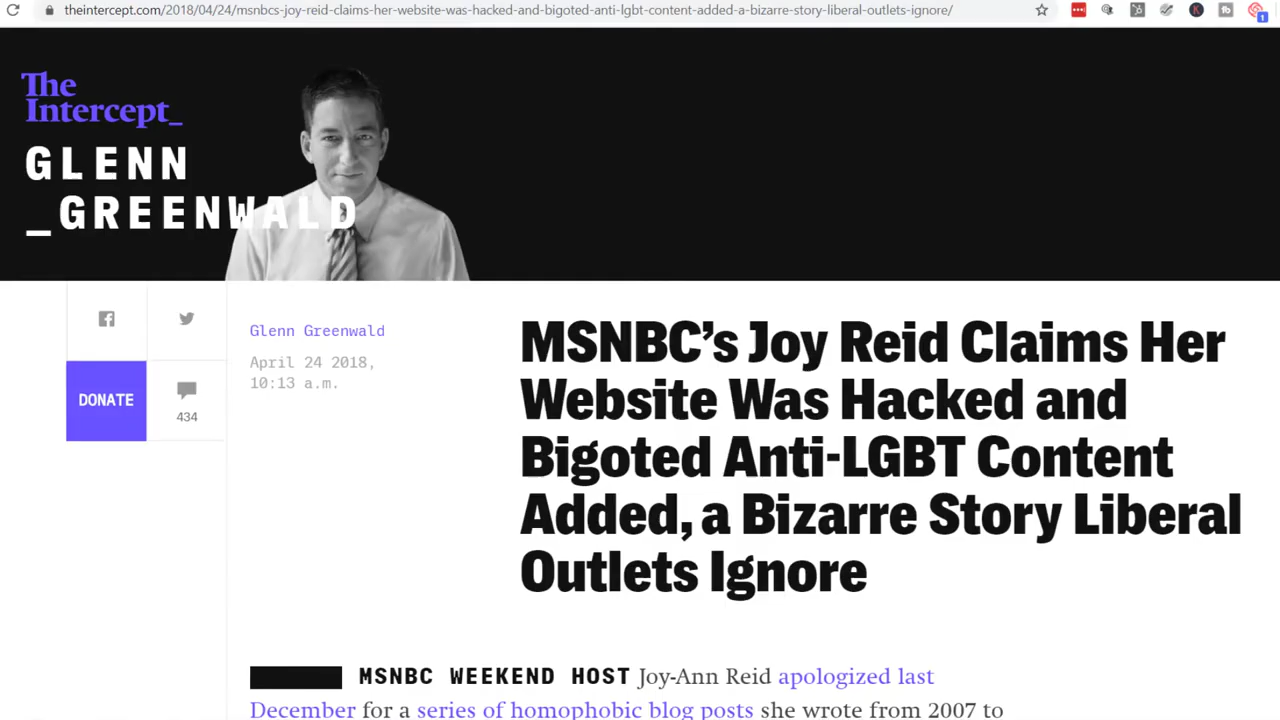 theintercept.com/2018/04/24/msnbcs-joy-reid-claims-her-website-was-hacked-and-bigoted-anti-lgbt-content-added-a-bizarre-story-liberal-outlets-ignore/
The
Intercept_
GLENN
_GREENWALD
Glenn Greenwald
April 24 2018,
10:13 a.m.
DONATE
434
MSNBC’s Joy Reid Claims Her
Website Was Hacked and
Bigoted Anti-LGBT Content
Added, a Bizarre Story Liberal
Outlets Ignore
MSNBC WEEKEND HOST Joy-Ann Reid apologized last
December for a series of homophobic blog posts she wrote from 2007 to